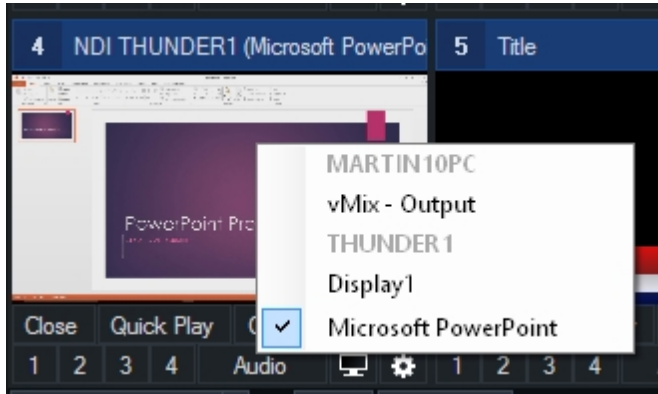 4 NDI THUNDER1 (Microsoft PowerPo
5 Title
PowerPoint Pre
MARTIN10PC
vMix - Output
THUNDER1
Display1
Microsoft PowerPoint
Close Quick Play
1 2 3 4 Audio
1 2 3 4